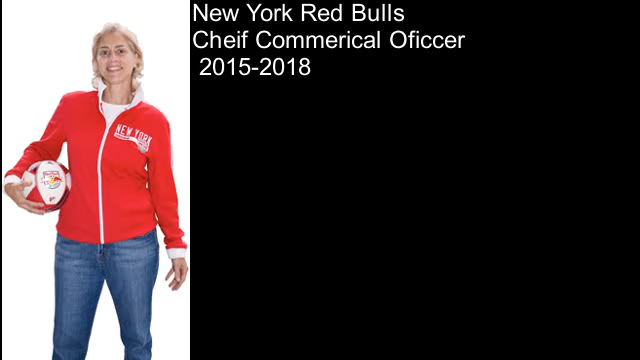 New York Red Bulls
Cheif Commerical Oficcer
2015-2018
NEW YORK